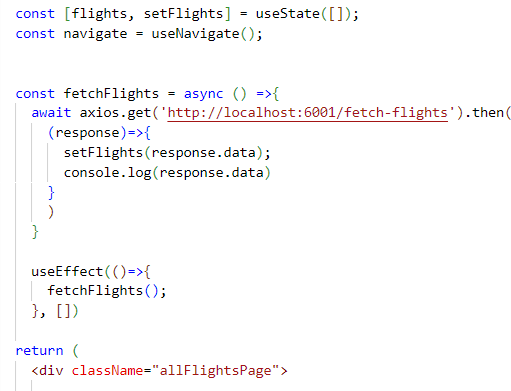 const [flights, setFlights] = useState([]);
const navigate = useNavigate();
const fetchFlights = async () =>{
await axios.get('http://localhost:6001/fetch-flights').then(
(response)=>{
setFlights(response.data);
console.log(response.data)
}
)
}
useEffect(()=>{
fetchFlights();
}, [])
return (
<div className="allFlightsPage">